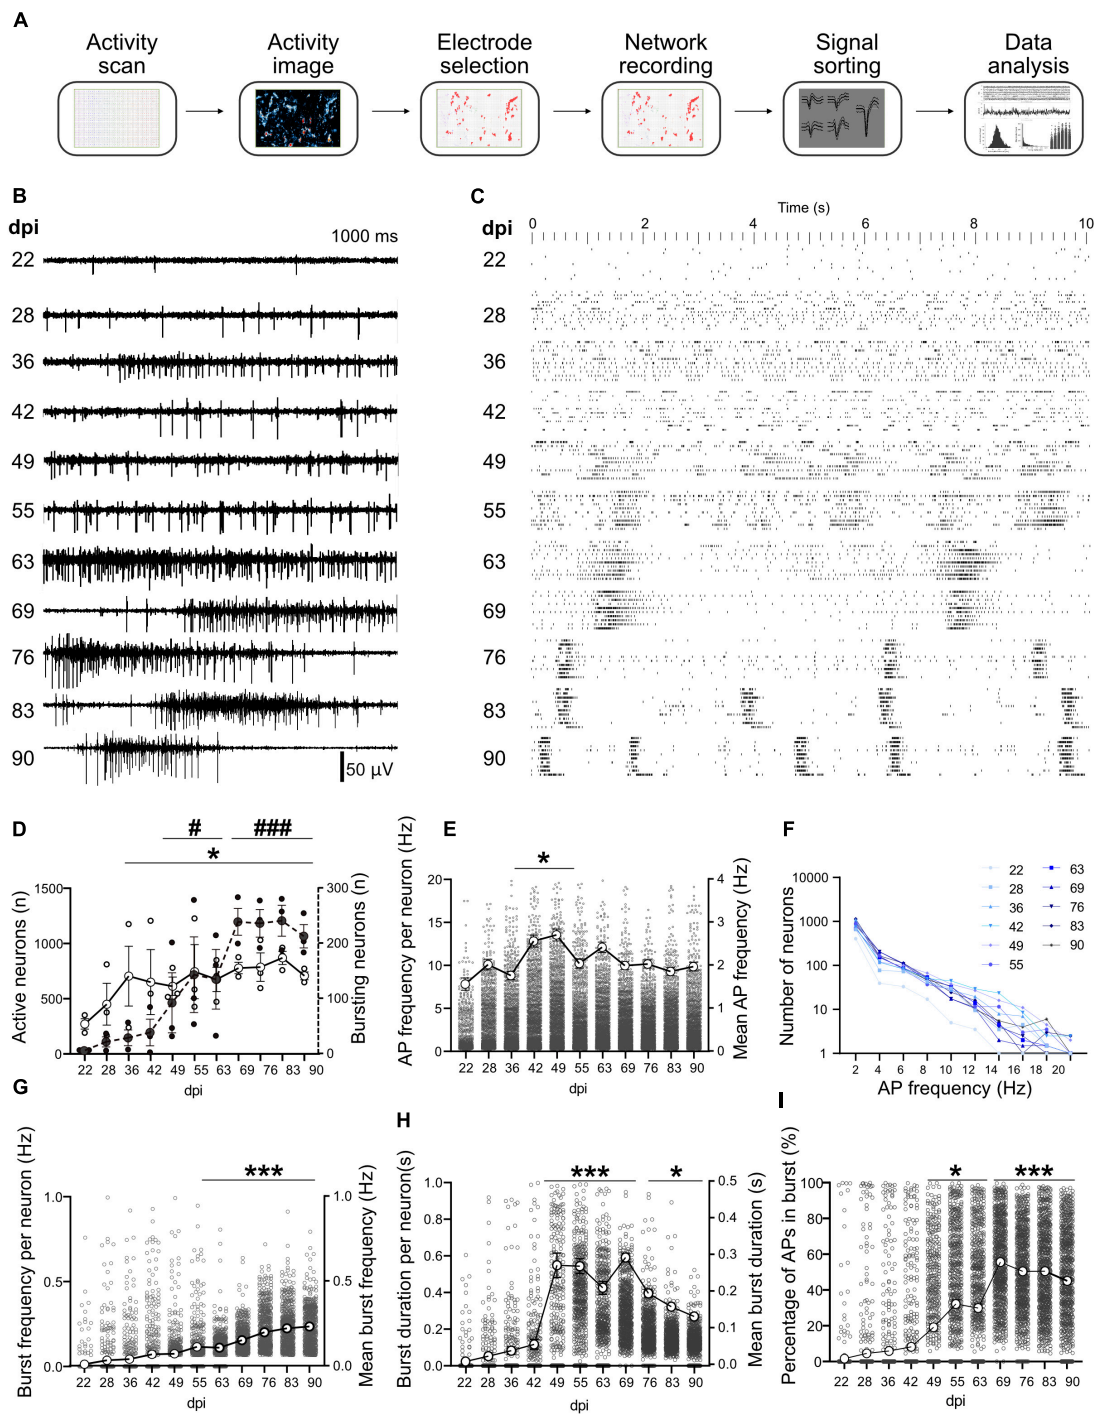 A
Activity scan
Activity image
Electrode selection
Network recording
Signal sorting
Data analysis
B
dpi
1000 ms
22
28
36
42
49
55
63
69
76
83
90
50 µV
C
Time (s)
dpi
0 2 4 6 8 10
22
28
36
42
49
55
63
69
76
83
90
D
# ###
*
Active neurons (n)
1500
1000
500
0
Bursting neurons (n)
300
200
100
0
22 28 36 42 49 55 63 69 76 83 90
dpi
E
*
AP frequency per neuron (Hz)
20
15
10
5
0
Mean AP frequency (Hz)
4
3
2
1
0
22 28 36 42 49 55 63 69 76 83 90
dpi
F
Number of neurons
10000
1000
100
10
1
22 63
28 69
36 76
42 83
49 90
55
2 4 6 8 10 12 14 16 18 20
AP frequency (Hz)
G
***
Burst frequency per neuron (Hz)
1.0
0.5
0.0
Mean burst frequency (Hz)
1.0
0.5
0.0
22 28 36 42 49 55 63 69 76 83 90
dpi
H
*** *
Burst duration per neuron(s)
1.0
0.8
0.6
0.4
0.2
0.0
Mean burst duration (s)
0.5
0.4
0.3
0.2
0.1
0.0
22 28 36 42 49 55 63 69 76 83 90
dpi
I
* ***
Percentage of APs in burst (%)
100
80
60
40
20
0
22 28 36 42 49 55 63 69 76 83 90
dpi